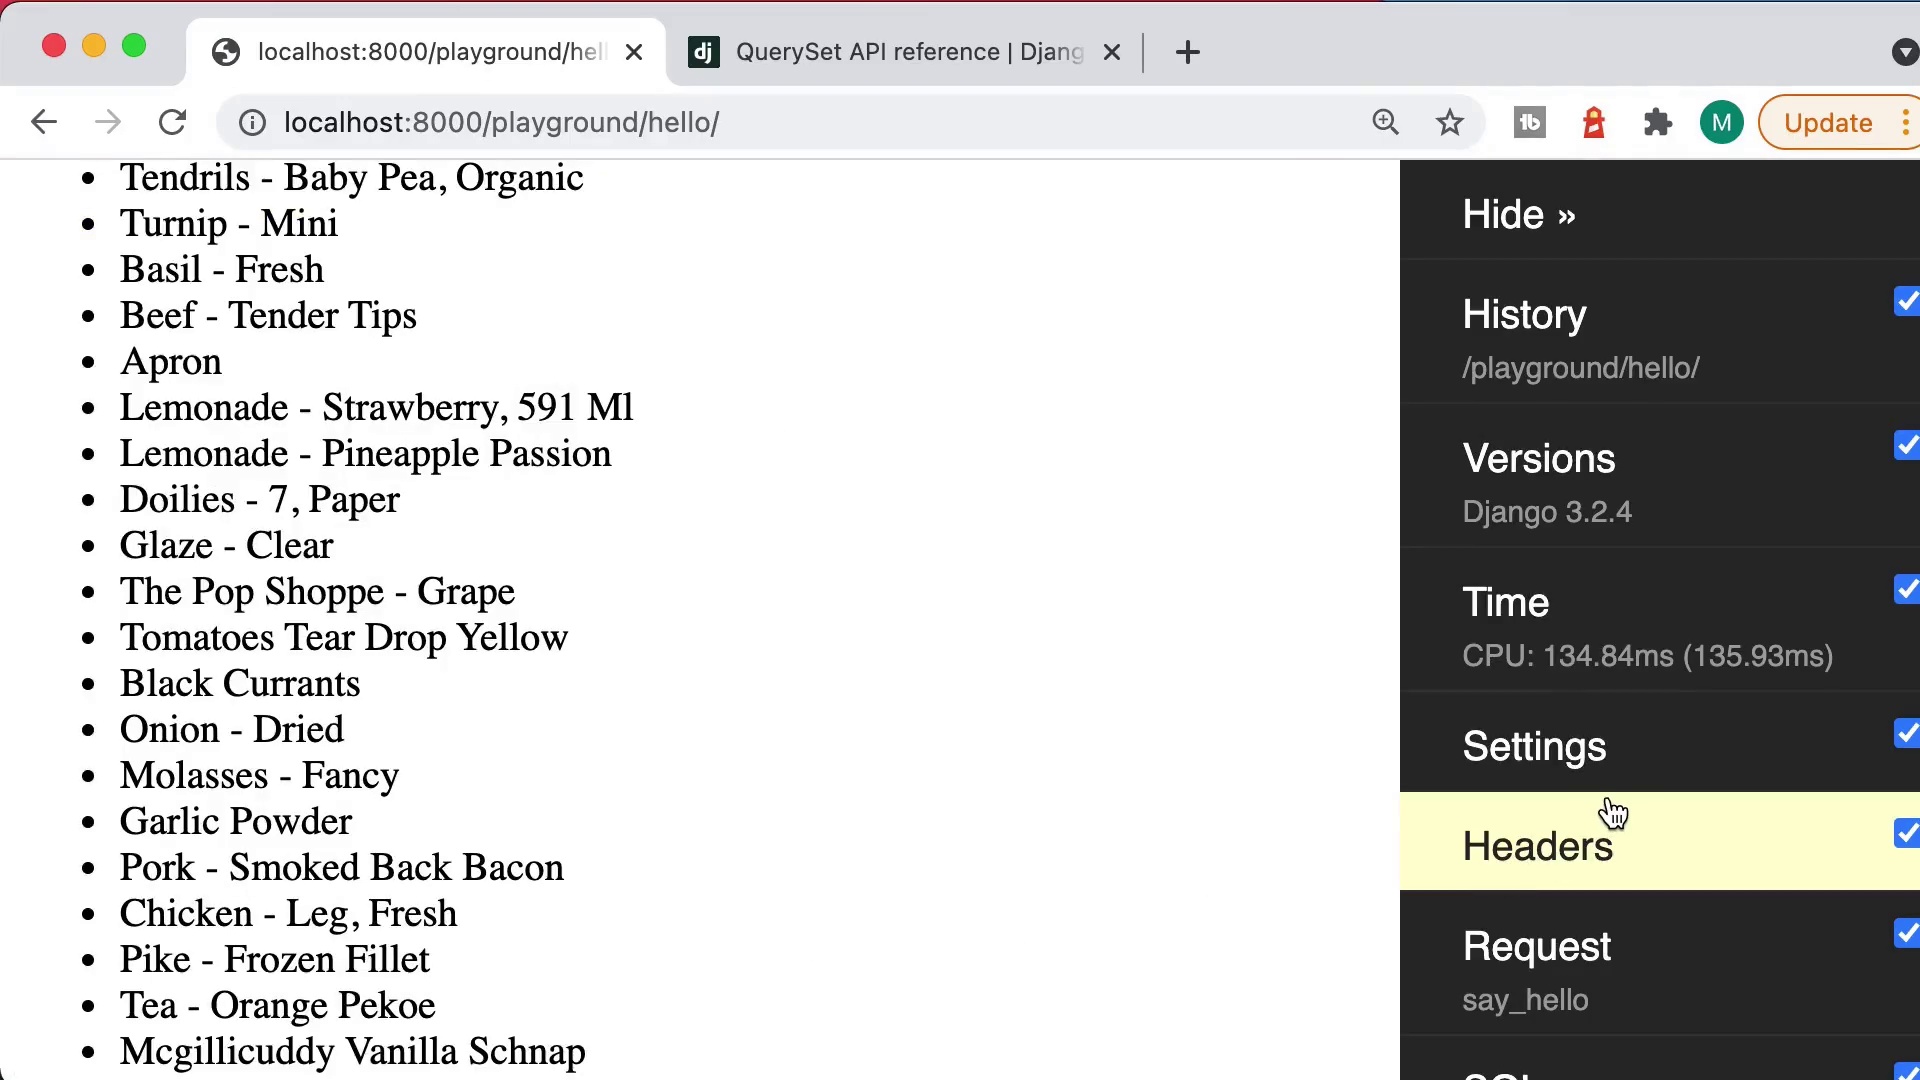 localhost:8000/playground/hel
QuerySet API reference | Djang
localhost:8000/playground/hello/
M
Update
Tendrils - Baby Pea, Organic
Turnip - Mini
Basil - Fresh
Beef - Tender Tips
Apron
Lemonade - Strawberry, 591 Ml
Lemonade - Pineapple Passion
Doilies - 7, Paper
Glaze - Clear
The Pop Shoppe - Grape
Tomatoes Tear Drop Yellow
Black Currants
Onion - Dried
Molasses - Fancy
Garlic Powder
Pork - Smoked Back Bacon
Chicken - Leg, Fresh
Pike - Frozen Fillet
Tea - Orange Pekoe
Mcgillicuddy Vanilla Schnap
Hide »
History
/playground/hello/
Versions
Django 3.2.4
Time
CPU: 134.84ms (135.93ms)
Settings
Headers
Request
say_hello